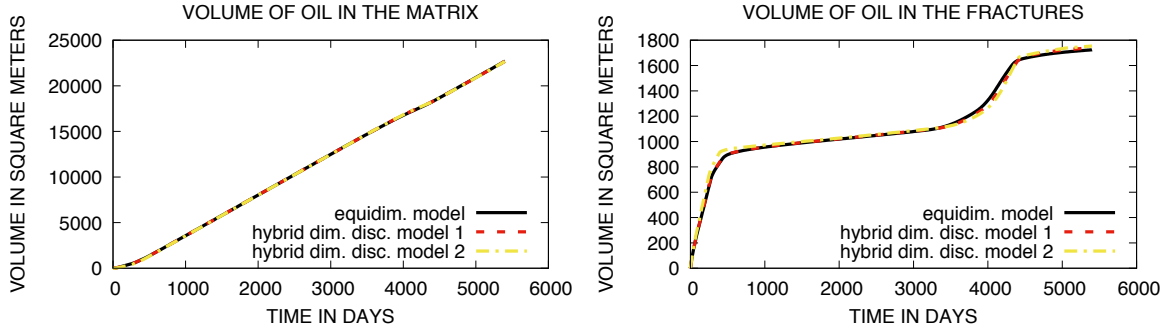 VOLUME OF OIL IN THE MATRIX
VOLUME IN SQUARE METERS
25000
20000
15000
10000
5000
0
equidim. model
hybrid dim. disc. model 1
hybrid dim. disc. model 2
0 1000 2000 3000 4000 5000 6000
TIME IN DAYS
VOLUME OF OIL IN THE FRACTURES
VOLUME IN SQUARE METERS
1800
1600
1400
1200
1000
800
600
400
200
0
equidim. model
hybrid dim. disc. model 1
hybrid dim. disc. model 2
0 1000 2000 3000 4000 5000 6000
TIME IN DAYS